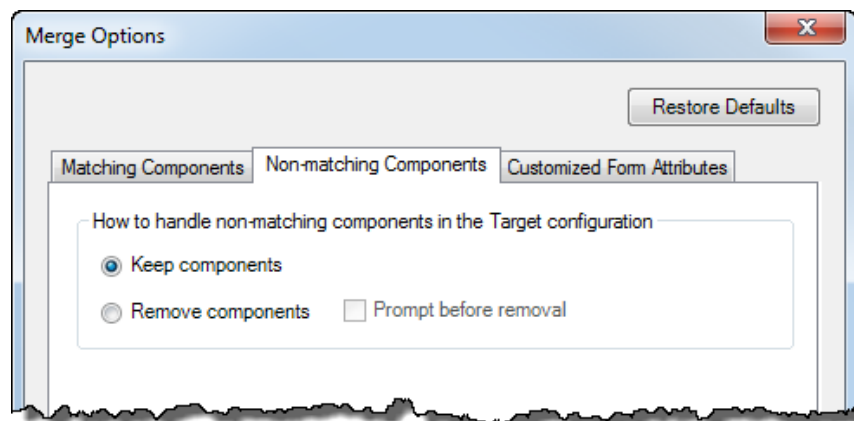 Merge Options
Restore Defaults
Matching Components Non-matching Components Customized Form Attributes
How to handle non-matching components in the Target configuration
Keep components
Remove components Prompt before removal